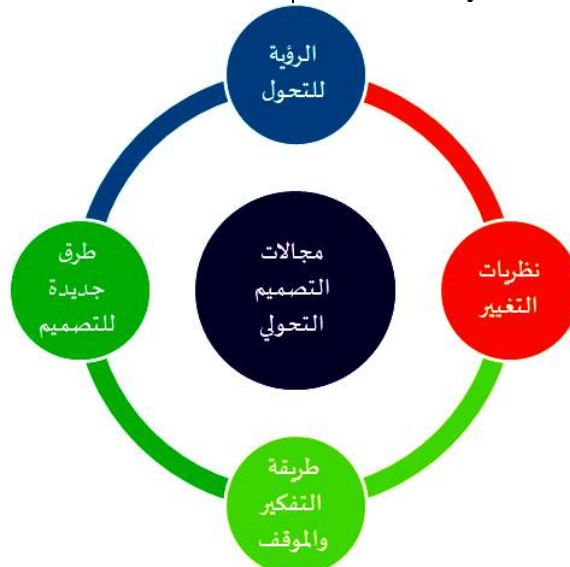 الرؤية
للتحول
نظريات
التغيير
طريقة
التفكير
والموقف
طرق
جديدة
للتصميم
مجالات
التصميم
التحولي